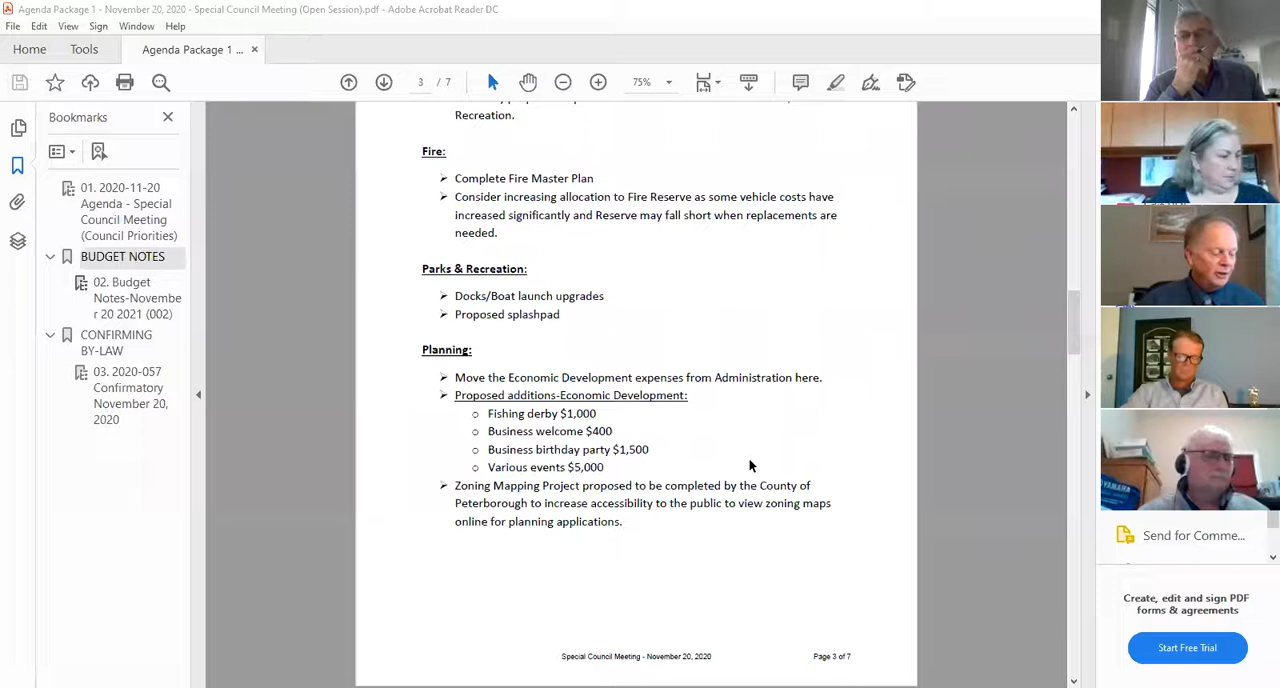 Agenda Package 1 - November 20, 2020 - Special Council Meeting (Open Session).pdf - Adobe Acrobat Reader DC
File Edit View Sign Window Help
Home Tools Agenda Package 1 ... ×
3 / 7 75%
Bookmarks
01. 2020-11-20
Agenda - Special
Council Meeting
(Council Priorities)
BUDGET NOTES
02. Budget
Notes-Novembe
r 20 2021 (002)
CONFIRMING
BY-LAW
03. 2020-057
Confirmatory
November 20,
2020
Recreation.
Fire:
Complete Fire Master Plan
Consider increasing allocation to Fire Reserve as some vehicle costs have
increased significantly and Reserve may fall short when replacements are
needed.
Parks & Recreation:
Docks/Boat launch upgrades
Proposed splashpad
Planning:
Move the Economic Development expenses from Administration here.
Proposed additions-Economic Development:
Fishing derby $1,000
Business welcome $400
Business birthday party $1,500
Various events $5,000
Zoning Mapping Project proposed to be completed by the County of
Peterborough to increase accessibility to the public to view zoning maps
online for planning applications.
Special Council Meeting - November 20, 2020 Page 3 of 7
YAMAHA
Send for Comme...
Create, edit and sign PDF
forms & agreements
Start Free Trial